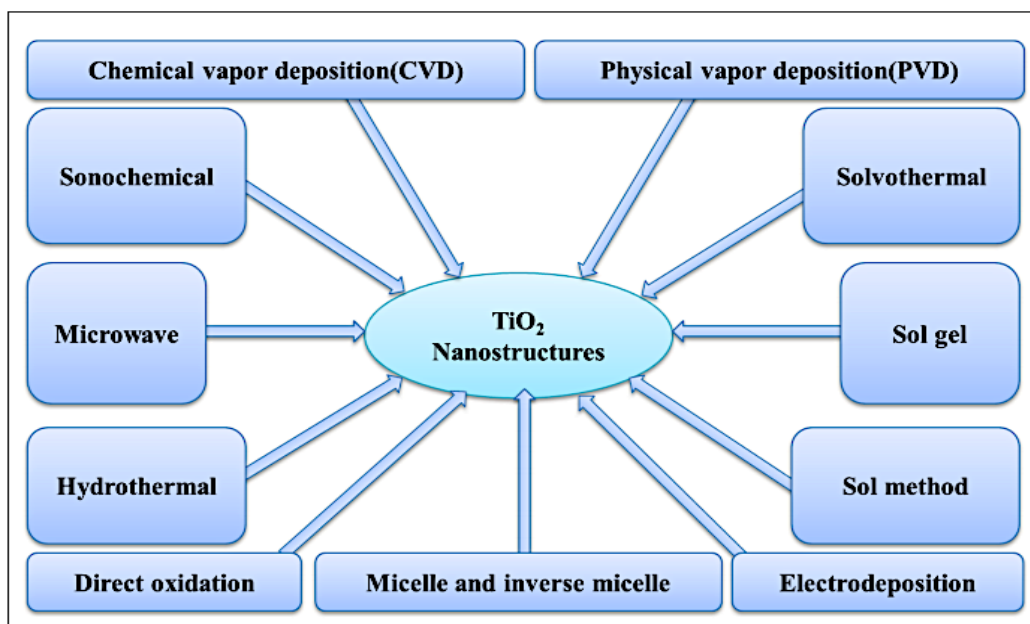 Chemical vapor deposition(CVD)
Physical vapor deposition(PVD)
Sonochemical
Solvothermal
Microwave
TiO₂
Nanostructures
Sol gel
Hydrothermal
Sol method
Direct oxidation
Micelle and inverse micelle
Electrodeposition